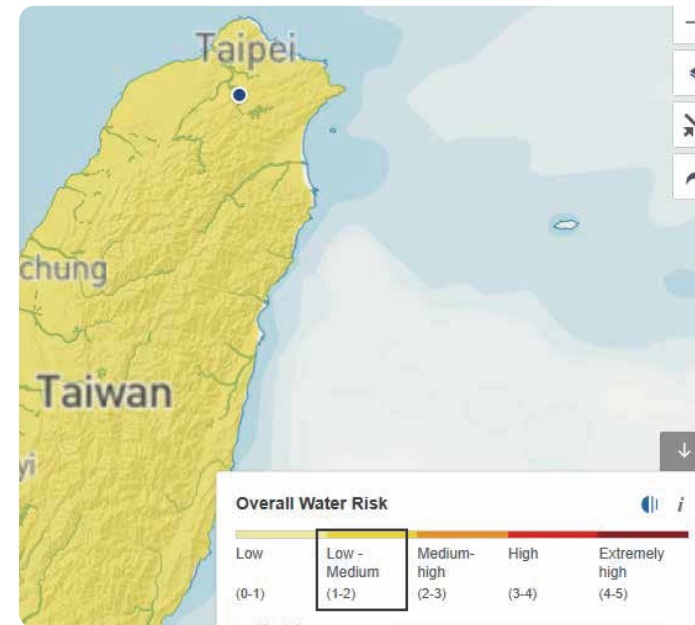 Taipei
chung
Taiwan
yi
Overall Water Risk
i
Low
Low -
Medium
Medium-
high
High
Extremely
high
(0-1)
(1-2)
(2-3)
(3-4)
(4-5)